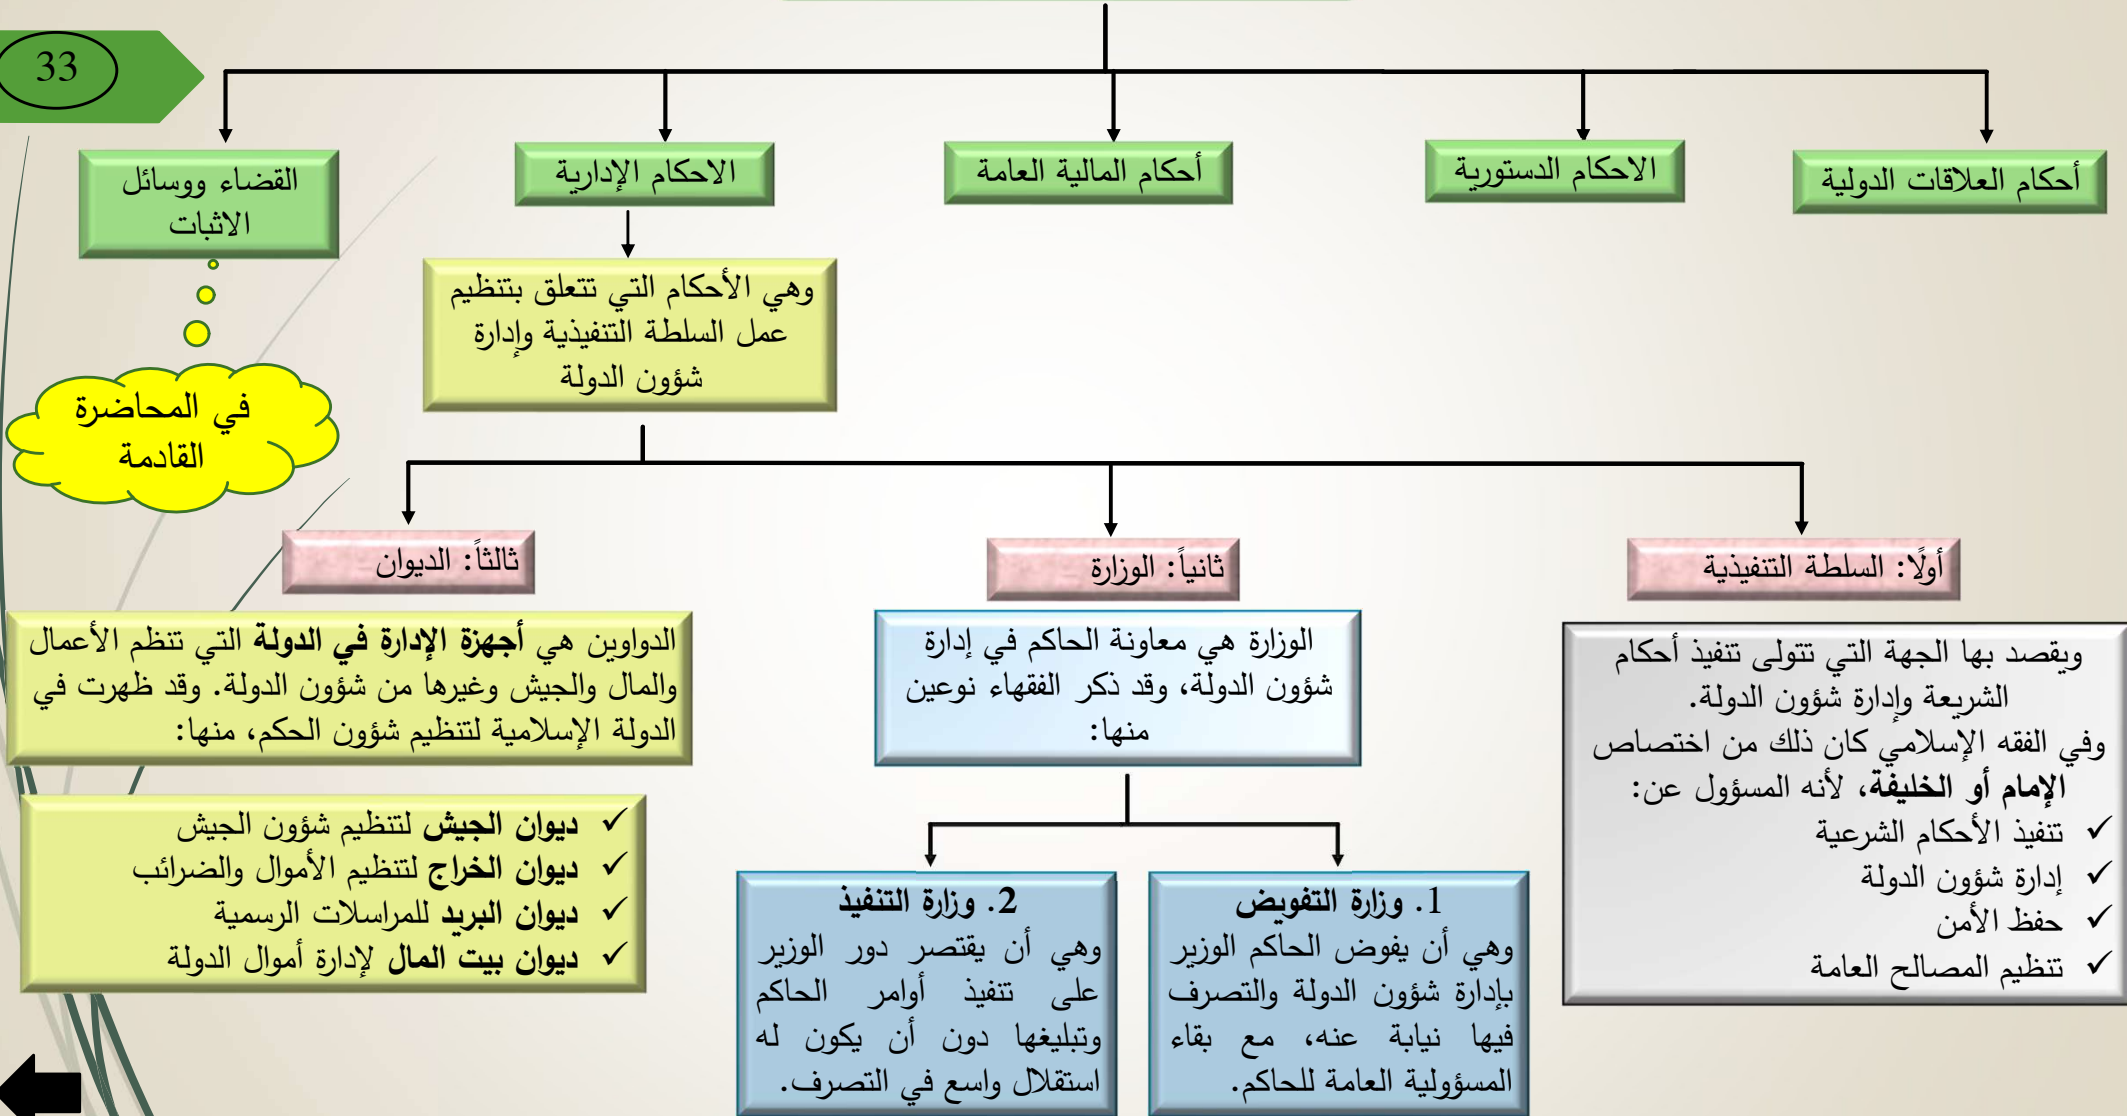 33
أحكام العلاقات الدولية
الاحكام الدستورية
أحكام المالية العامة
الاحكام الإدارية
القضاء ووسائل
الاثبات
وهي الأحكام التي تتعلق بتنظيم
عمل السلطة التنفيذية وإدارة
شؤون الدولة
في المحاضرة
القادمة
أولًا: السلطة التنفيذية
ويقصد بها الجهة التي تتولى تنفيذ أحكام
الشريعة وإدارة شؤون الدولة.
وفي الفقه الإسلامي كان ذلك من اختصاص
الإمام أو الخليفة، لأنه المسؤول عن:
✓ تنفيذ الأحكام الشرعية
✓ إدارة شؤون الدولة
✓ حفظ الأمن
✓ تنظيم المصالح العامة
ثانياً: الوزارة
الوزارة هي معاونة الحاكم في إدارة
شؤون الدولة، وقد ذكر الفقهاء نوعين
منها:
1. وزارة التفويض
وهي أن يفوض الحاكم الوزير
بإدارة شؤون الدولة والتصرف
فيها نيابة عنه، مع بقاء
المسؤولية العامة للحاكم.
2. وزارة التنفيذ
وهي أن يقتصر دور الوزير
على تنفيذ أوامر الحاكم
وتبليغها دون أن يكون له
استقلال واسع في التصرف.
ثالثاً: الديوان
الدواوين هي أجهزة الإدارة في الدولة التي تنظم الأعمال
والمال والجيش وغيرها من شؤون الدولة. وقد ظهرت في
الدولة الإسلامية لتنظيم شؤون الحكم، منها:
✓ ديوان الجيش لتنظيم شؤون الجيش
✓ ديوان الخراج لتنظيم الأموال والضرائب
✓ ديوان البريد للمراسلات الرسمية
✓ ديوان بيت المال لإدارة أموال الدولة